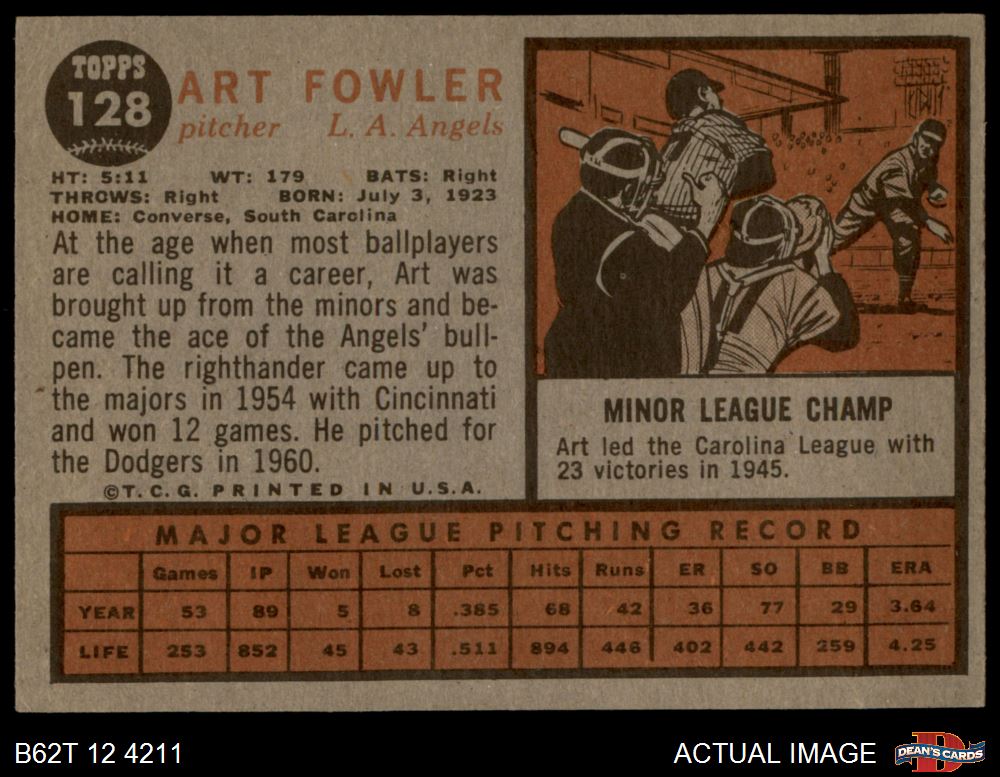 TOPPS
128
ART FOWLER
pitcher L. A. Angels
HT: 5:11 WT: 179 BATS: Right
THROWS: Right BORN: July 3, 1923
HOME: Converse, South Carolina
At the age when most ballplayers
are calling it a career, Art was
brought up from the minors and be-
came the ace of the Angels' bull-
pen. The righthander came up to
the majors in 1954 with Cincinnati
and won 12 games. He pitched for
the Dodgers in 1960.
©T. C. G. PRINTED IN U.S.A.
MINOR LEAGUE CHAMP
Art led the Carolina League with
23 victories in 1945.
MAJOR LEAGUE PITCHING RECORD
Games IP Won Lost Pct Hits Runs ER SO BB ERA
YEAR 53 89 5 8 .385 68 42 36 77 29 3.64
LIFE 253 852 45 43 .511 894 446 402 442 259 4.25
B62T 12 4211
ACTUAL IMAGE
D
DEAN'S CARDS